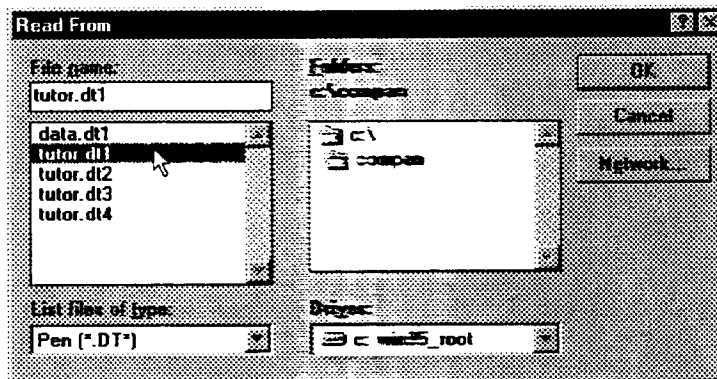 Read From
File name:
tutor.dt1
data.dt1
tutor.dt1
tutor.dt2
tutor.dt3
tutor.dt4
List files of type:
Pen (*.DT*)
Folders:
c:\compan
c:\
compan
Drives:
c: win95_root
OK
Cancel
Network...